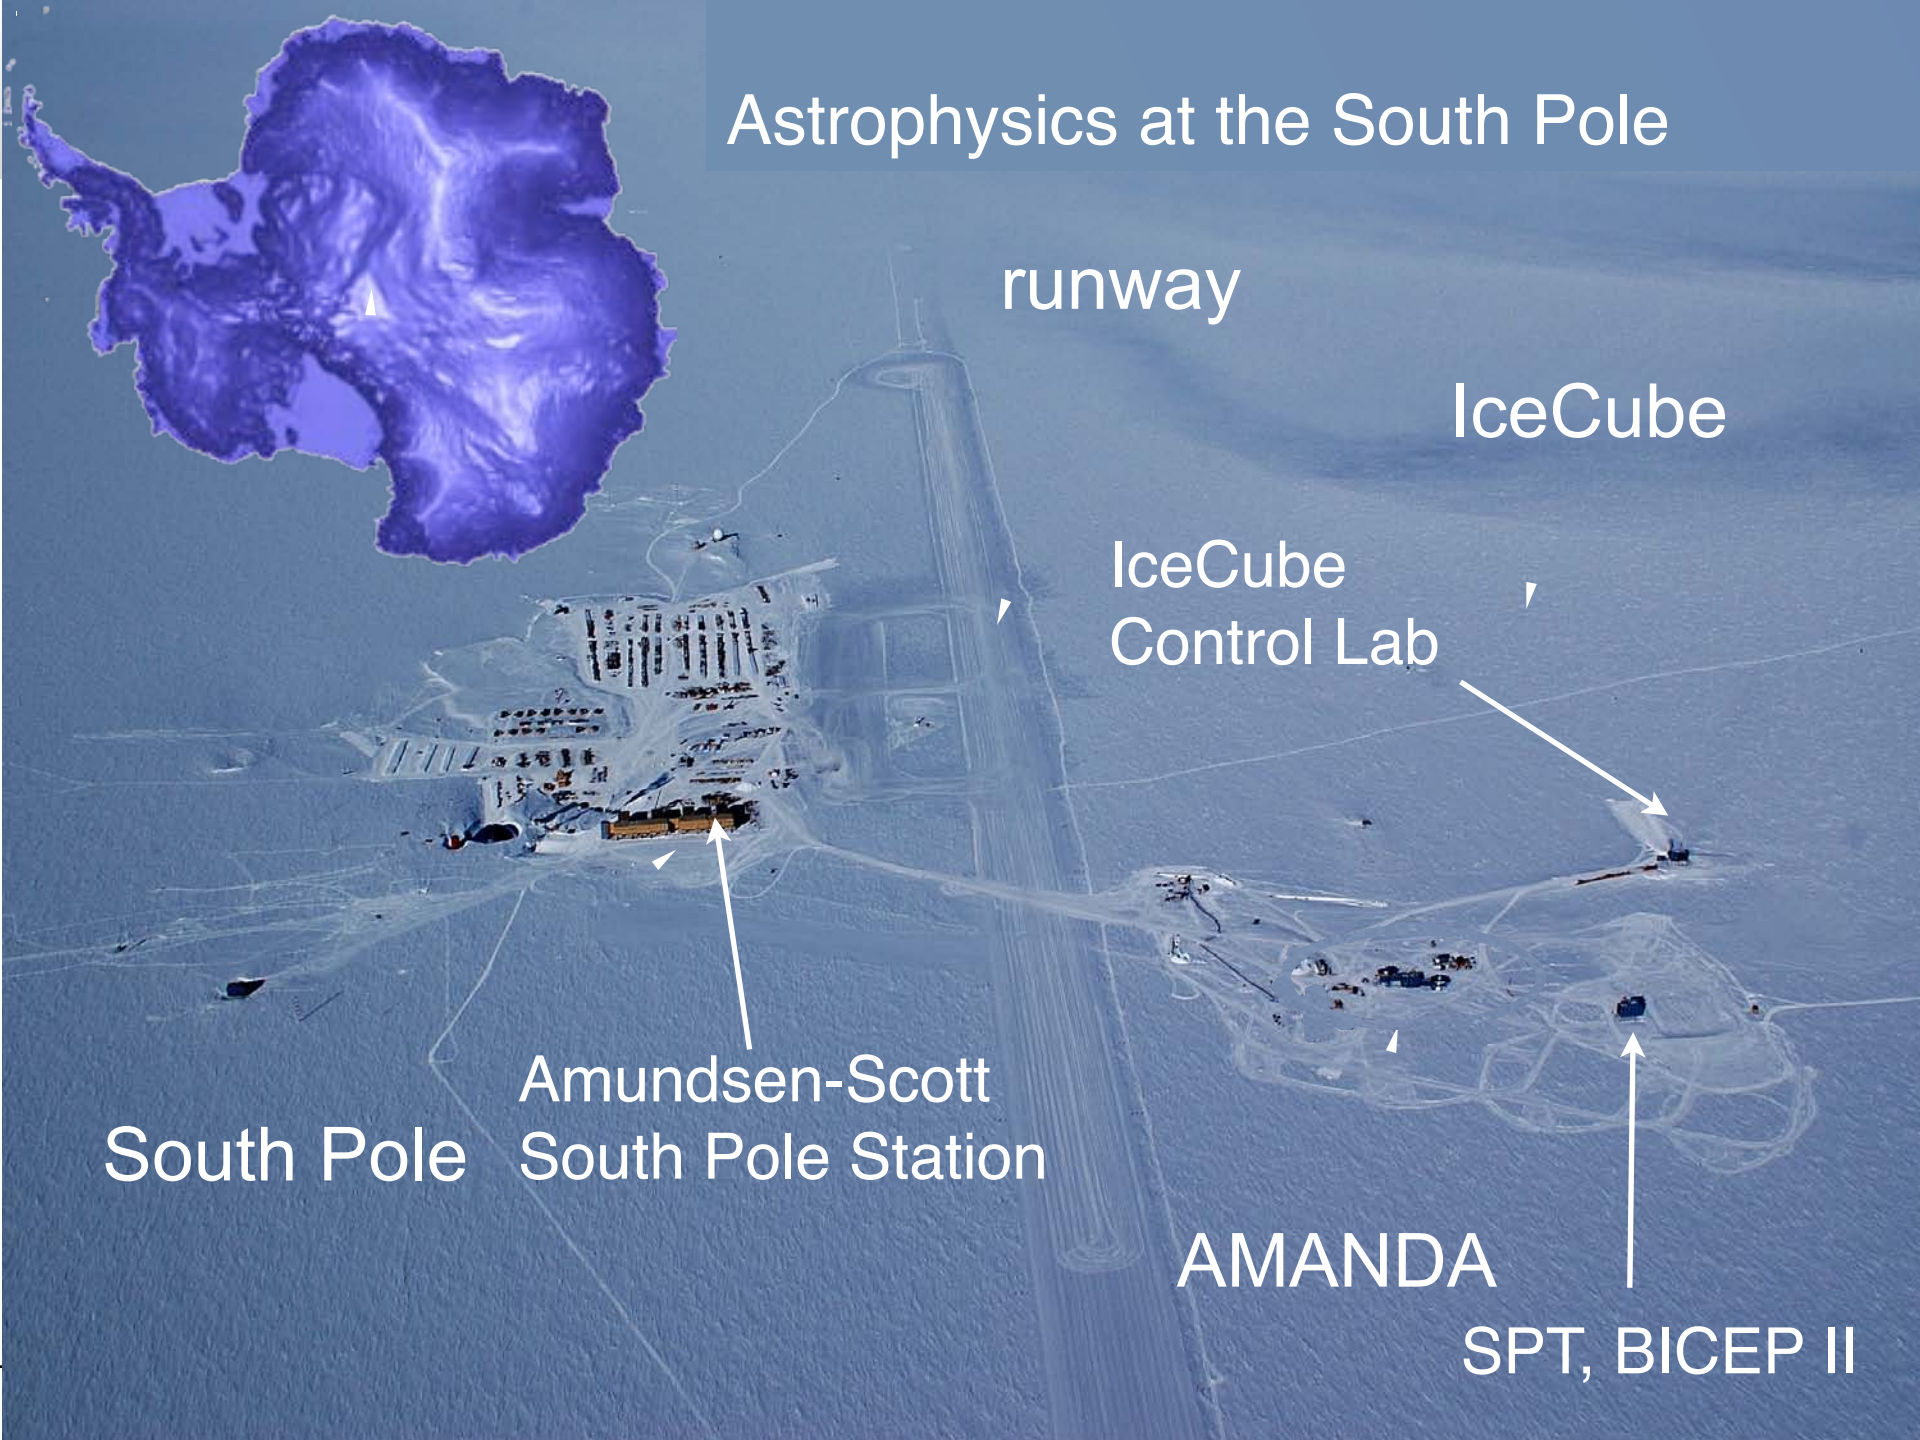 Astrophysics at the South Pole
runway
IceCube
IceCube
Control Lab
Amundsen-Scott
South Pole Station
South Pole
AMANDA
SPT, BICEP II